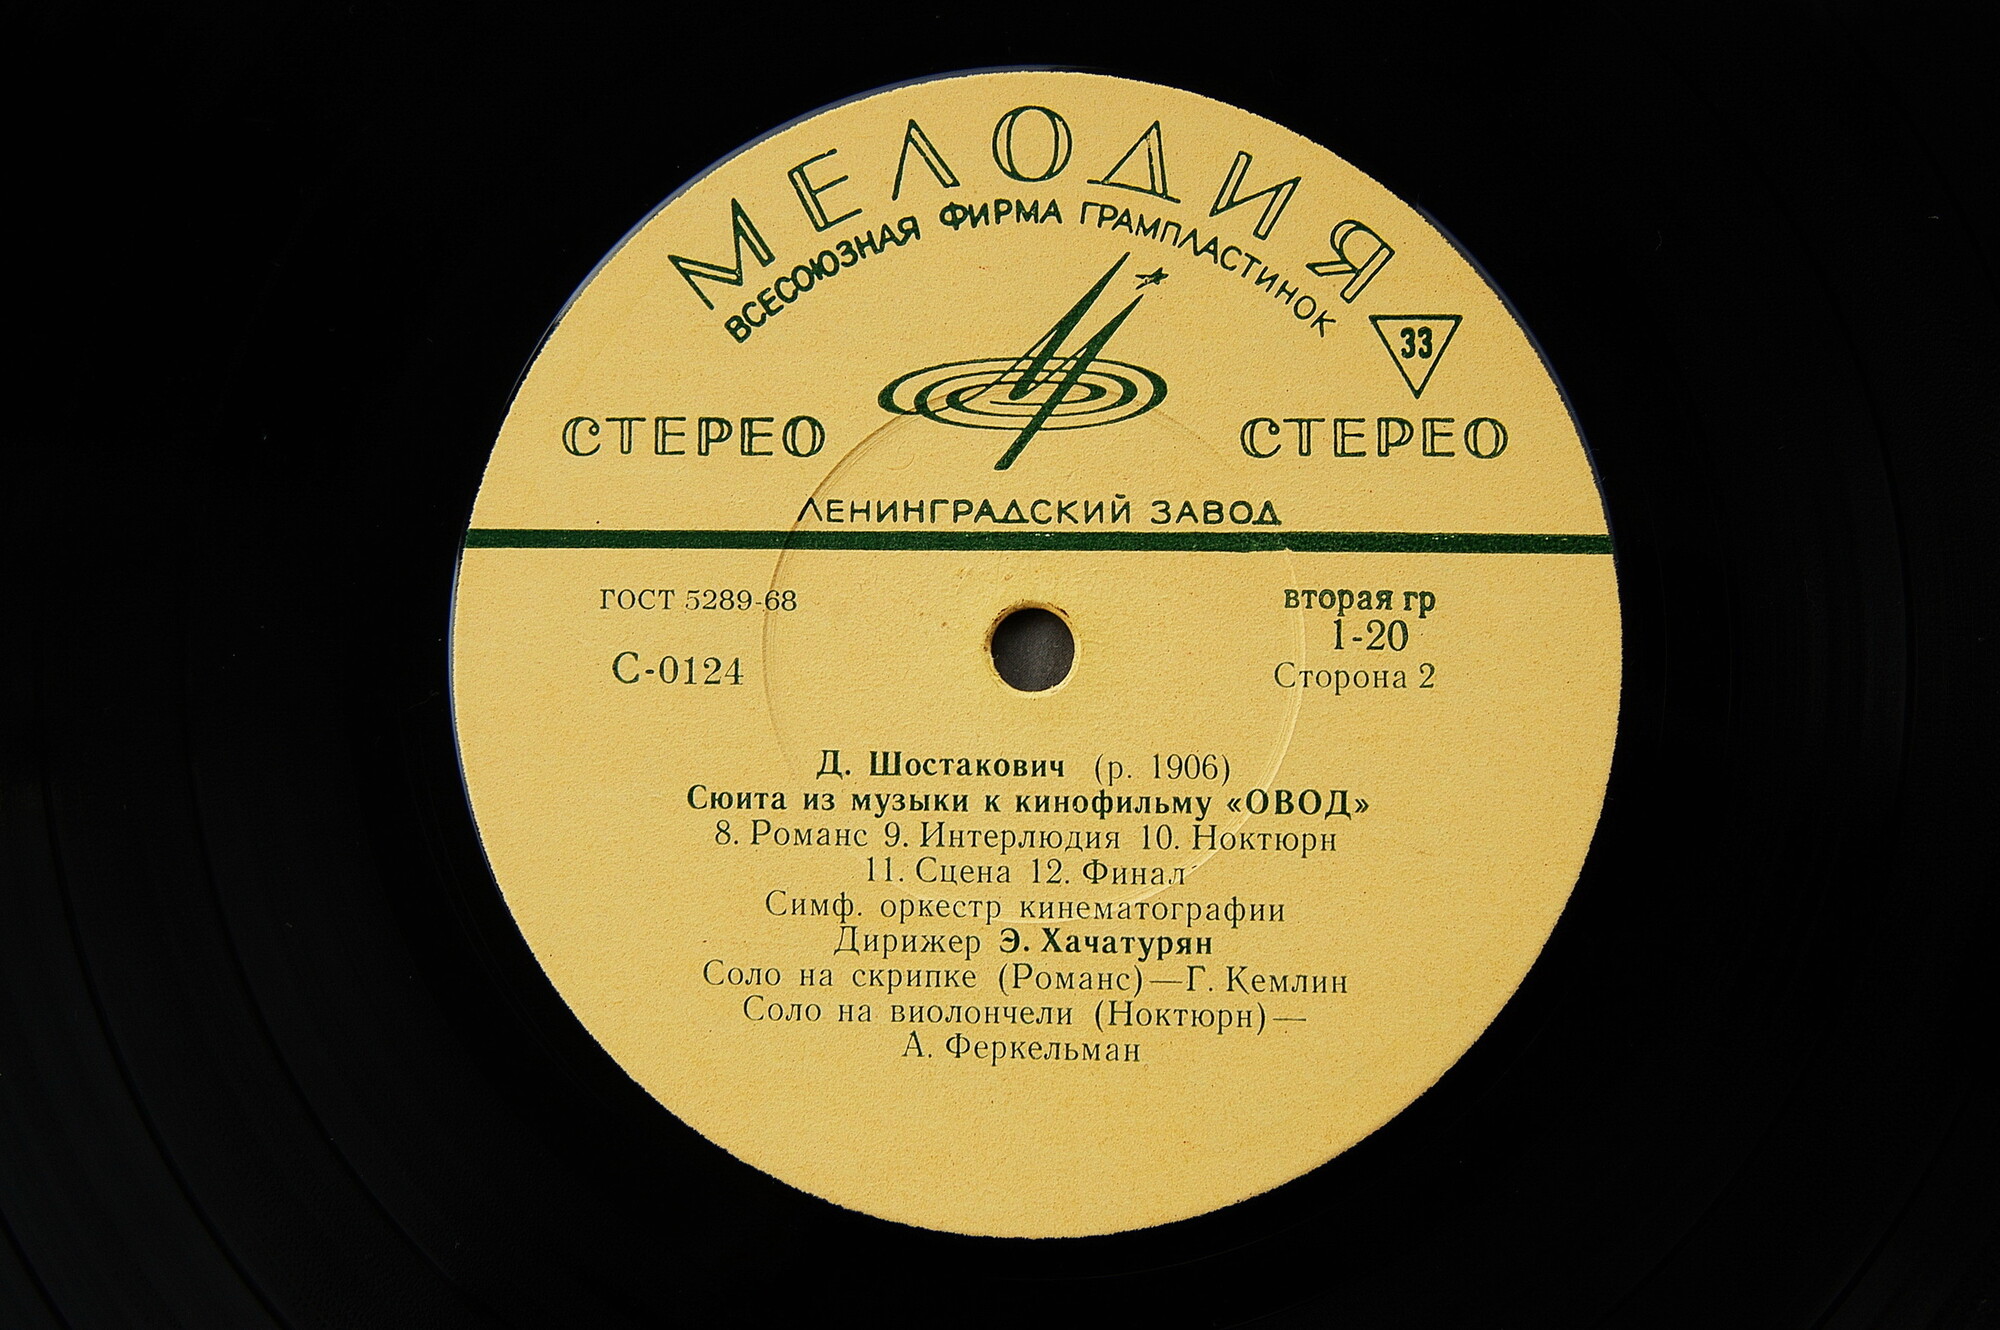 МЕЛОДИЯ
ВСЕСОЮЗНАЯ ФИРМА ГРАМПЛАСТИНОК
33
СТЕРЕО СТЕРЕО
ЛЕНИНГРАДСКИЙ ЗАВОД
ГОСТ 5289-68 вторая гр
1-20
С-0124 Сторона 2
Д. Шостакович (р. 1906)
Сюита из музыки к кинофильму «ОВОД»
8. Романс 9. Интерлюдия 10. Ноктюрн
11. Сцена 12. Финал
Симф. оркестр кинематографии
Дирижер Э. Хачатурян
Соло на скрипке (Романс)—Г. Кемлин
Соло на виолончели (Ноктюрн)—
А. Феркельман